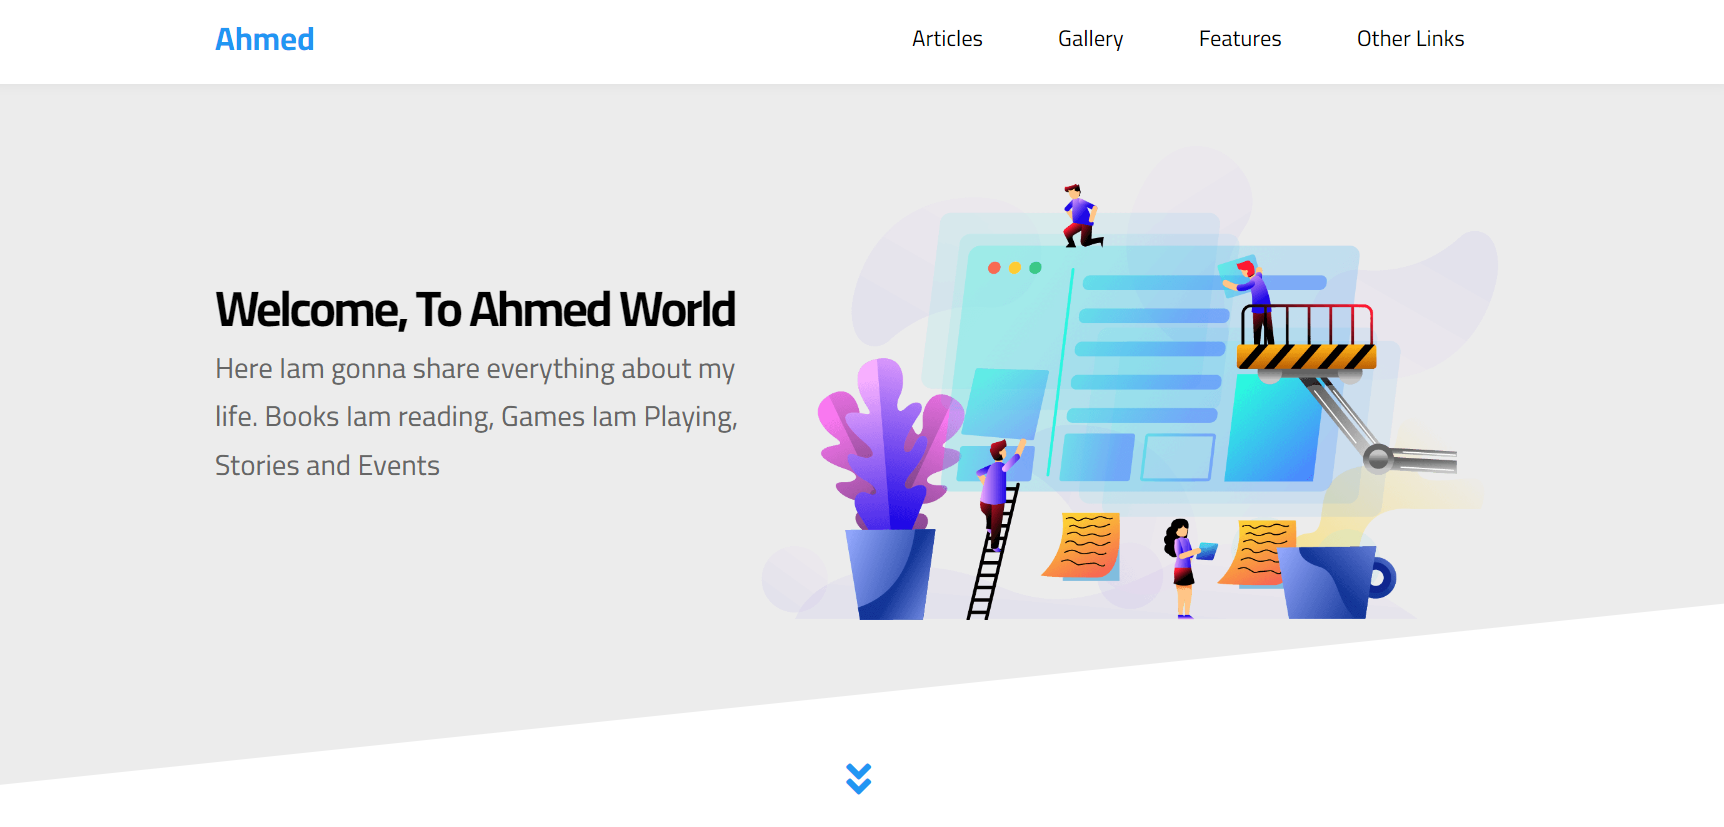 Ahmed
Articles Gallery Features Other Links
Welcome, To Ahmed World
Here Iam gonna share everything about my
life. Books Iam reading, Games Iam Playing,
Stories and Events